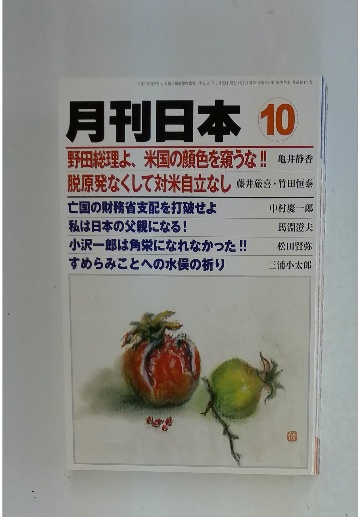 月刊日本 10
野田総理よ、米国の顔色を窺うな!! 亀井静香
脱原発なくして対米自立なし 藤井厳喜・竹田恒泰
亡国の財務省支配を打破せよ 中村慶一郎
私は日本の父親になる! 馬淵澄夫
小沢一郎は角栄になれなかった!! 松田賢弥
すめらみことへの水俣の祈り 三浦小太郎